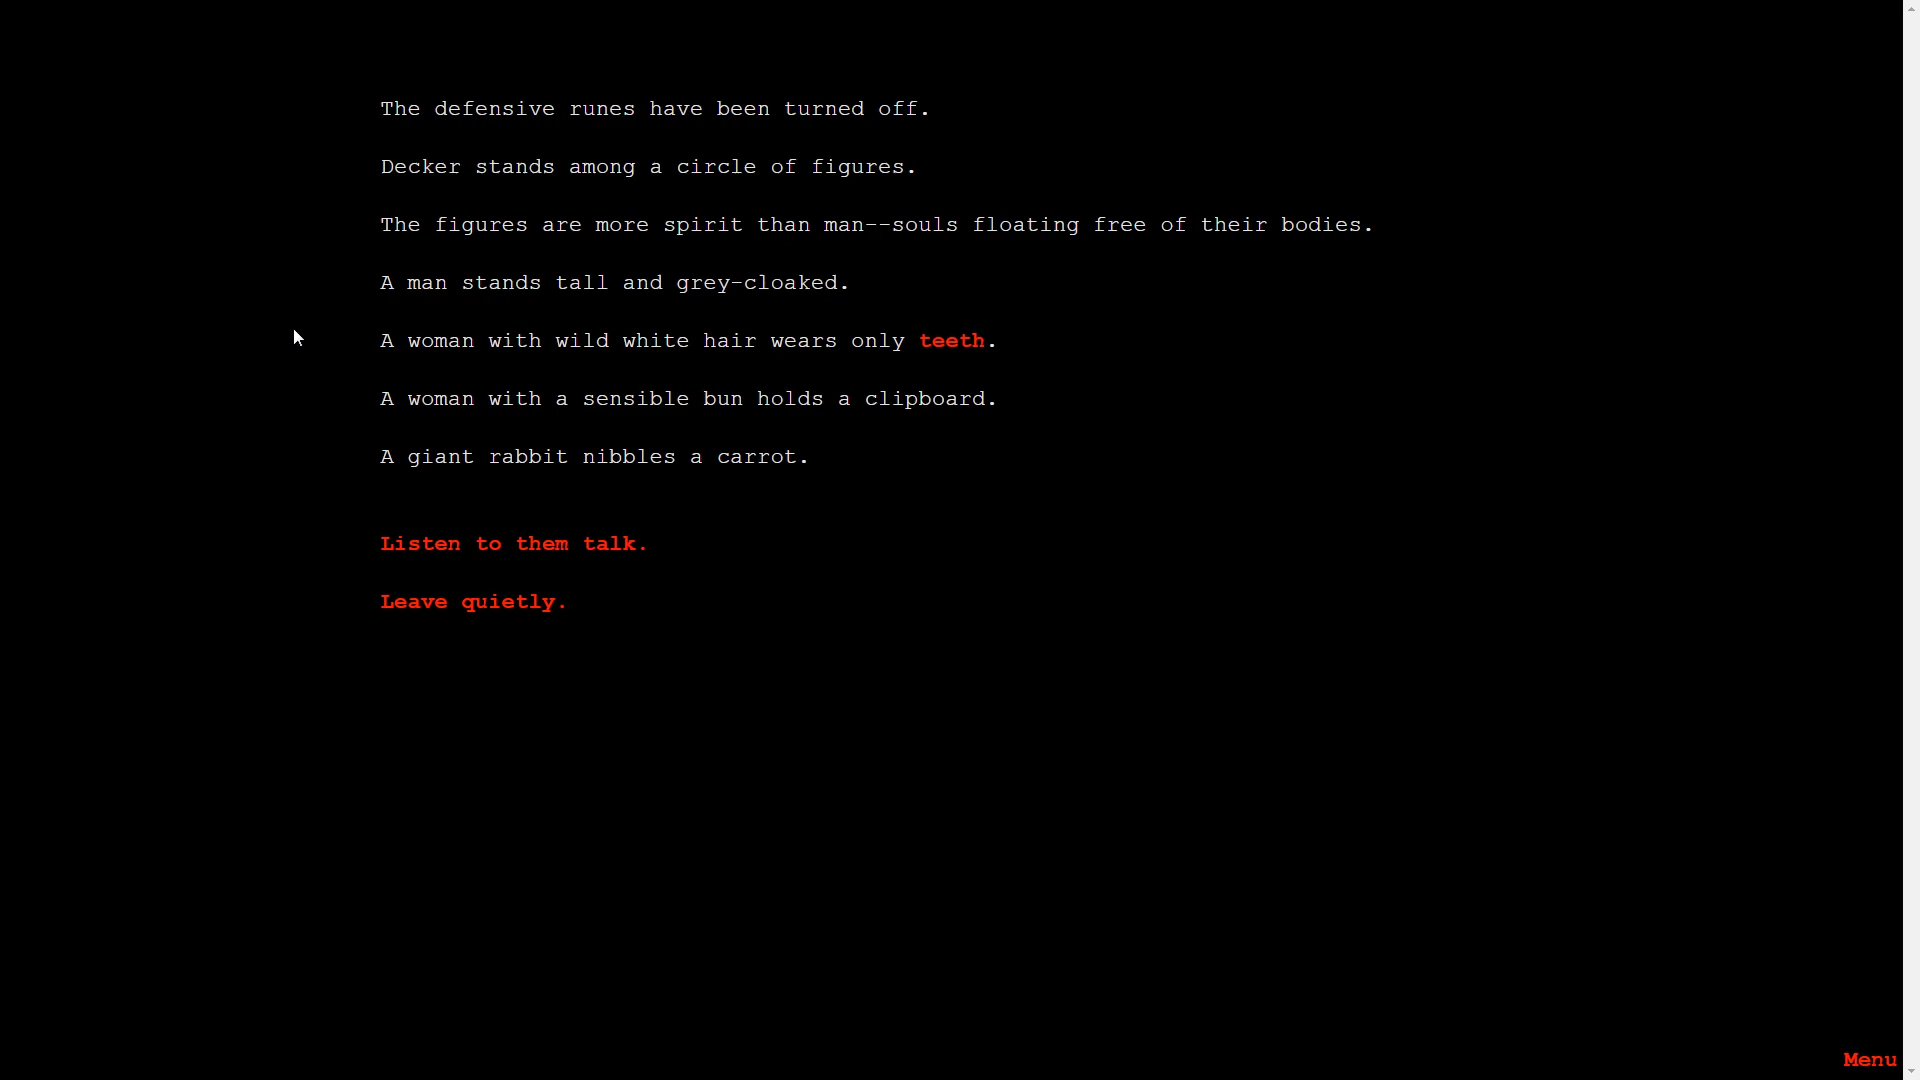 The defensive runes have been turned off.
Decker stands among a circle of figures.
The figures are more spirit than man--souls floating free of their bodies.
A man stands tall and grey-cloaked.
A woman with wild white hair wears only teeth.
A woman with a sensible bun holds a clipboard.
A giant rabbit nibbles a carrot.
Listen to them talk.
Leave quietly.
Menu